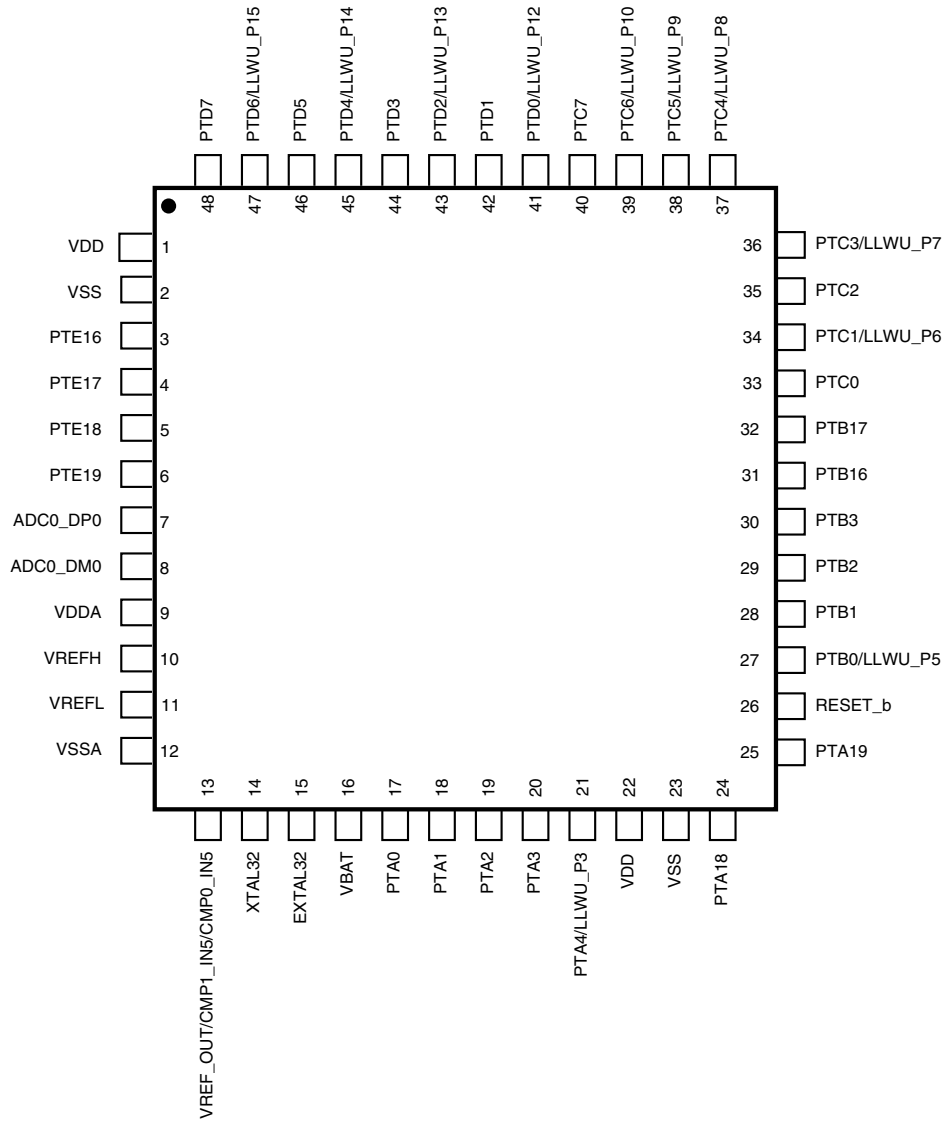 PTD7
PTD6/LLWU_P15
PTD5
PTD4/LLWU_P14
PTD3
PTD2/LLWU_P13
PTD1
PTD0/LLWU_P12
PTC7
PTC6/LLWU_P10
PTC5/LLWU_P9
PTC4/LLWU_P8
48
47
46
45
44
43
42
41
40
39
38
37
VDD 1
VSS 2
PTE16 3
PTE17 4
PTE18 5
PTE19 6
ADC0_DP0 7
ADC0_DM0 8
VDDA 9
VREFH 10
VREFL 11
VSSA 12
36 PTC3/LLWU_P7
35 PTC2
34 PTC1/LLWU_P6
33 PTC0
32 PTB17
31 PTB16
30 PTB3
29 PTB2
28 PTB1
27 PTB0/LLWU_P5
26 RESET_b
25 PTA19
13
14
15
16
17
18
19
20
21
22
23
24
VREF_OUT/CMP1_IN5/CMP0_IN5
XTAL32
EXTAL32
VBAT
PTA0
PTA1
PTA2
PTA3
PTA4/LLWU_P3
VDD
VSS
PTA18